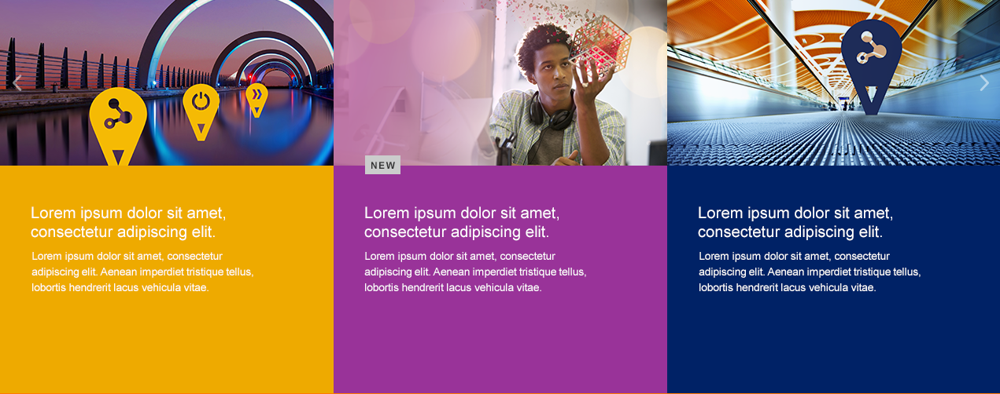 Lorem ipsum dolor sit amet,
consectetur adipiscing elit.
Lorem ipsum dolor sit amet, consectetur
adipiscing elit. Aenean imperdiet tristique tellus,
lobortis hendrerit lacus vehicula vitae.
NEW
Lorem ipsum dolor sit amet,
consectetur adipiscing elit.
Lorem ipsum dolor sit amet, consectetur
adipiscing elit. Aenean imperdiet tristique tellus,
lobortis hendrerit lacus vehicula vitae.
Lorem ipsum dolor sit amet,
consectetur adipiscing elit.
Lorem ipsum dolor sit amet, consectetur
adipiscing elit. Aenean imperdiet tristique tellus,
lobortis hendrerit lacus vehicula vitae.